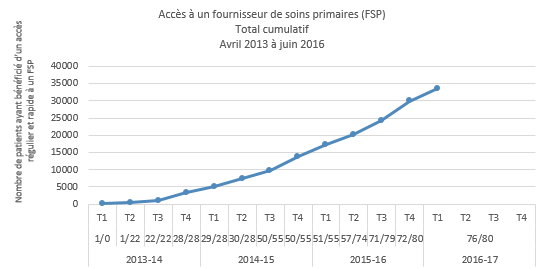 Accès à un fournisseur de soins primaires (FSP)
Total cumulatif
Avril 2013 à juin 2016
Nombre de patients ayant bénéficié d'un accès
régulier et rapide à un FSP
40000
35000
30000
25000
20000
15000
10000
5000
0
T1 T2 T3 T4 T1 T2 T3 T4 T1 T2 T3 T4 T1 T2 T3 T4
1/0 1/22 22/22 28/28 29/28 30/28 50/55 50/55 51/55 57/74 71/79 72/80 76/80
2013-14 2014-15 2015-16 2016-17